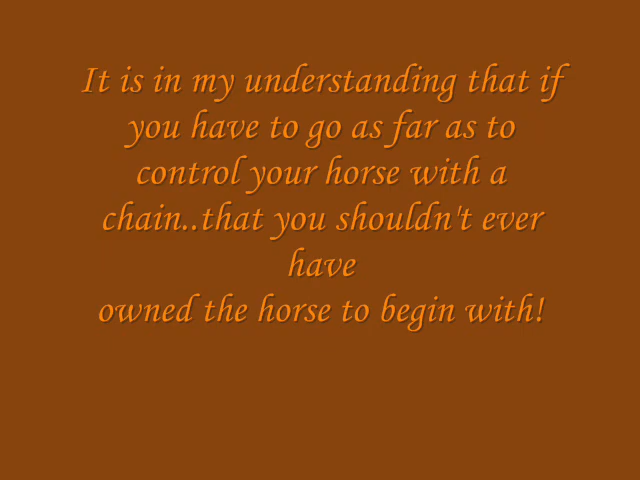 It is in my understanding that if
you have to go as far as to
control your horse with a
chain..that you shouldn't ever
have
owned the horse to begin with!